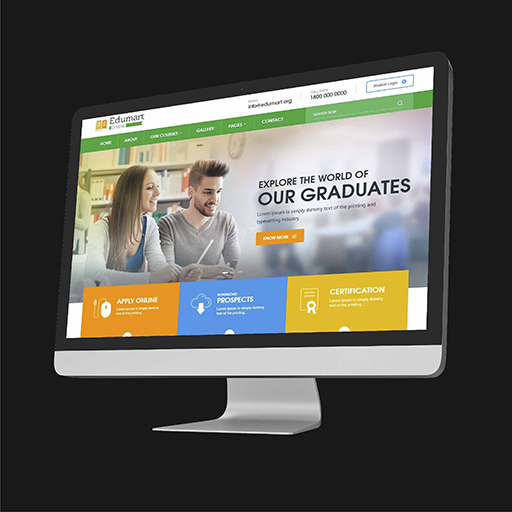 Edumart
Online
info@edumart.org
1800 000 0000
Student Login
HOME
ABOUT
OUR COURSES
GALLERY
PAGES
CONTACT
EXPLORE THE WORLD OF
OUR GRADUATES
Lorem Ipsum is simply dummy text of the printing and
typesetting industry.
KNOW MORE
APPLY ONLINE
Lorem Ipsum is simply dummy
text of the printing...
PROSPECTS
Lorem Ipsum is simply dummy
text of the printing...
CERTIFICATION
Lorem Ipsum is simply dummy
text of the printing...